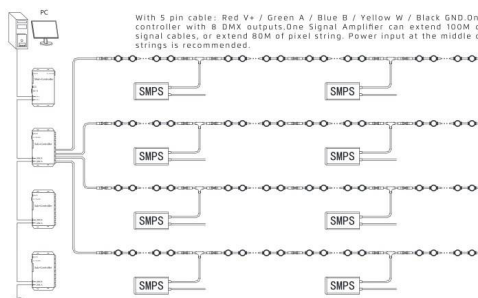 PC
With 5 pin cable: Red V+ / Green A / Blue B / Yellow W / Black GND.On
controller with 8 DMX outputs.One Signal Amplifier can extend 100M
signal cables, or extend 80M of pixel string. Power input at the middle
strings is recommended.
SMPS SMPS
SMPS SMPS
SMPS SMPS
SMPS SMPS